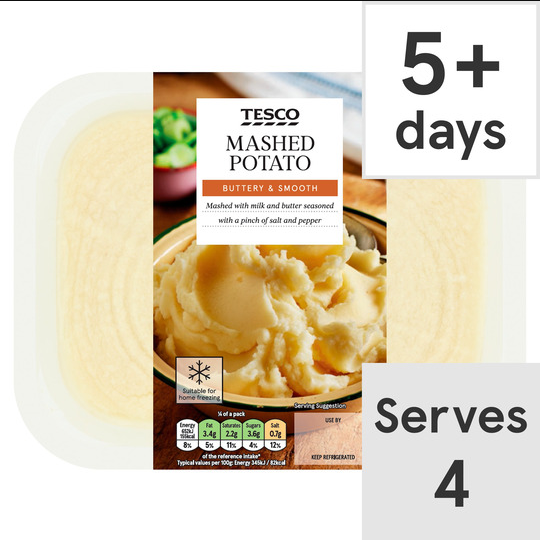 5+
days
TESCO
MASHED
POTATO
BUTTERY & SMOOTH
Mashed with milk and butter seasoned
with a pinch of salt and pepper
Suitable for
home freezing
Serving Suggestion
¼ of a pack
USE BY
Energy Fat Saturates Sugars Salt
652kJ 3.4g 2.2g 3.6g 0.7g
155kcal
8% 5% 11% 4% 12%
of the reference intake*
Typical values per 100g: Energy 345kJ / 82kcal
KEEP REFRIGERATED
Serves
4